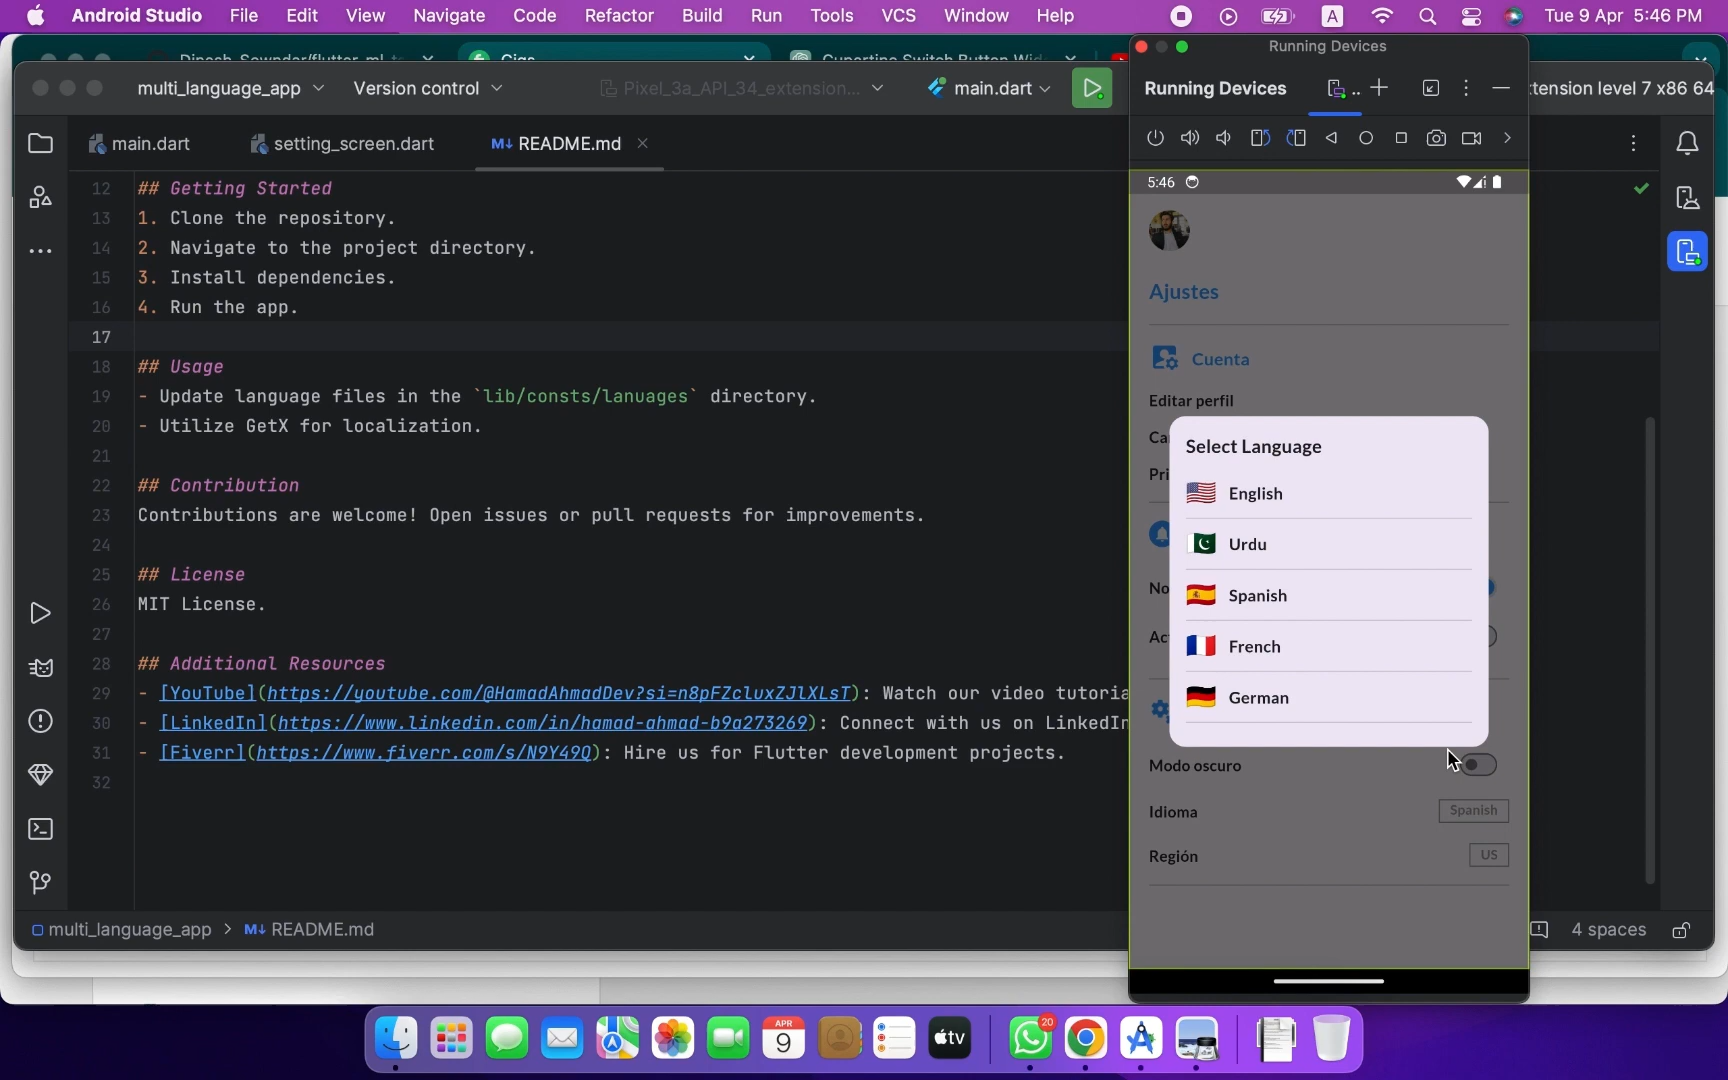 Android Studio File Edit View Navigate Code Refactor Build Run Tools VCS Window Help
A Tue 9 Apr 5:46 PM
Running Devices
multi_language_app Version control Pixel_3a_API_34_extension... main.dart
Running Devices
tension level 7 x86 64
main.dart setting_screen.dart M↓ README.md
12 ## Getting Started
13 1. Clone the repository.
14 2. Navigate to the project directory.
15 3. Install dependencies.
16 4. Run the app.
17
18 ## Usage
19 - Update language files in the `lib/consts/lanuages` directory.
20 - Utilize GetX for localization.
21
22 ## Contribution
23 Contributions are welcome! Open issues or pull requests for improvements.
24
25 ## License
26 MIT License.
27
28 ## Additional Resources
29 - [YouTube](https://youtube.com/@HamadAhmadDev?si=n8pFZcluxZJlXLsT): Watch our video tutoria
30 - [LinkedIn](https://www.linkedin.com/in/hamad-ahmad-b9a273269): Connect with us on LinkedIn
31 - [Fiverr](https://www.fiverr.com/s/N9Y49Q): Hire us for Flutter development projects.
32
multi_language_app > M↓ README.md
4 spaces
5:46
Ajustes
Cuenta
Editar perfil
Ca
Pri
No
Act
Select Language
English
Urdu
Spanish
French
German
Modo oscuro
Idioma Spanish
Región US
APR
9
tv
20